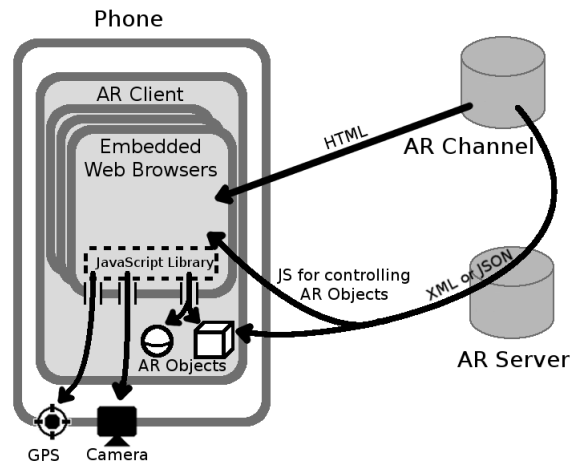 Phone
AR Client
Embedded
Web Browsers
JavaScript Library
AR Objects
GPS
Camera
HTML
AR Channel
JS for controlling
AR Objects
XML or JSON
AR Server